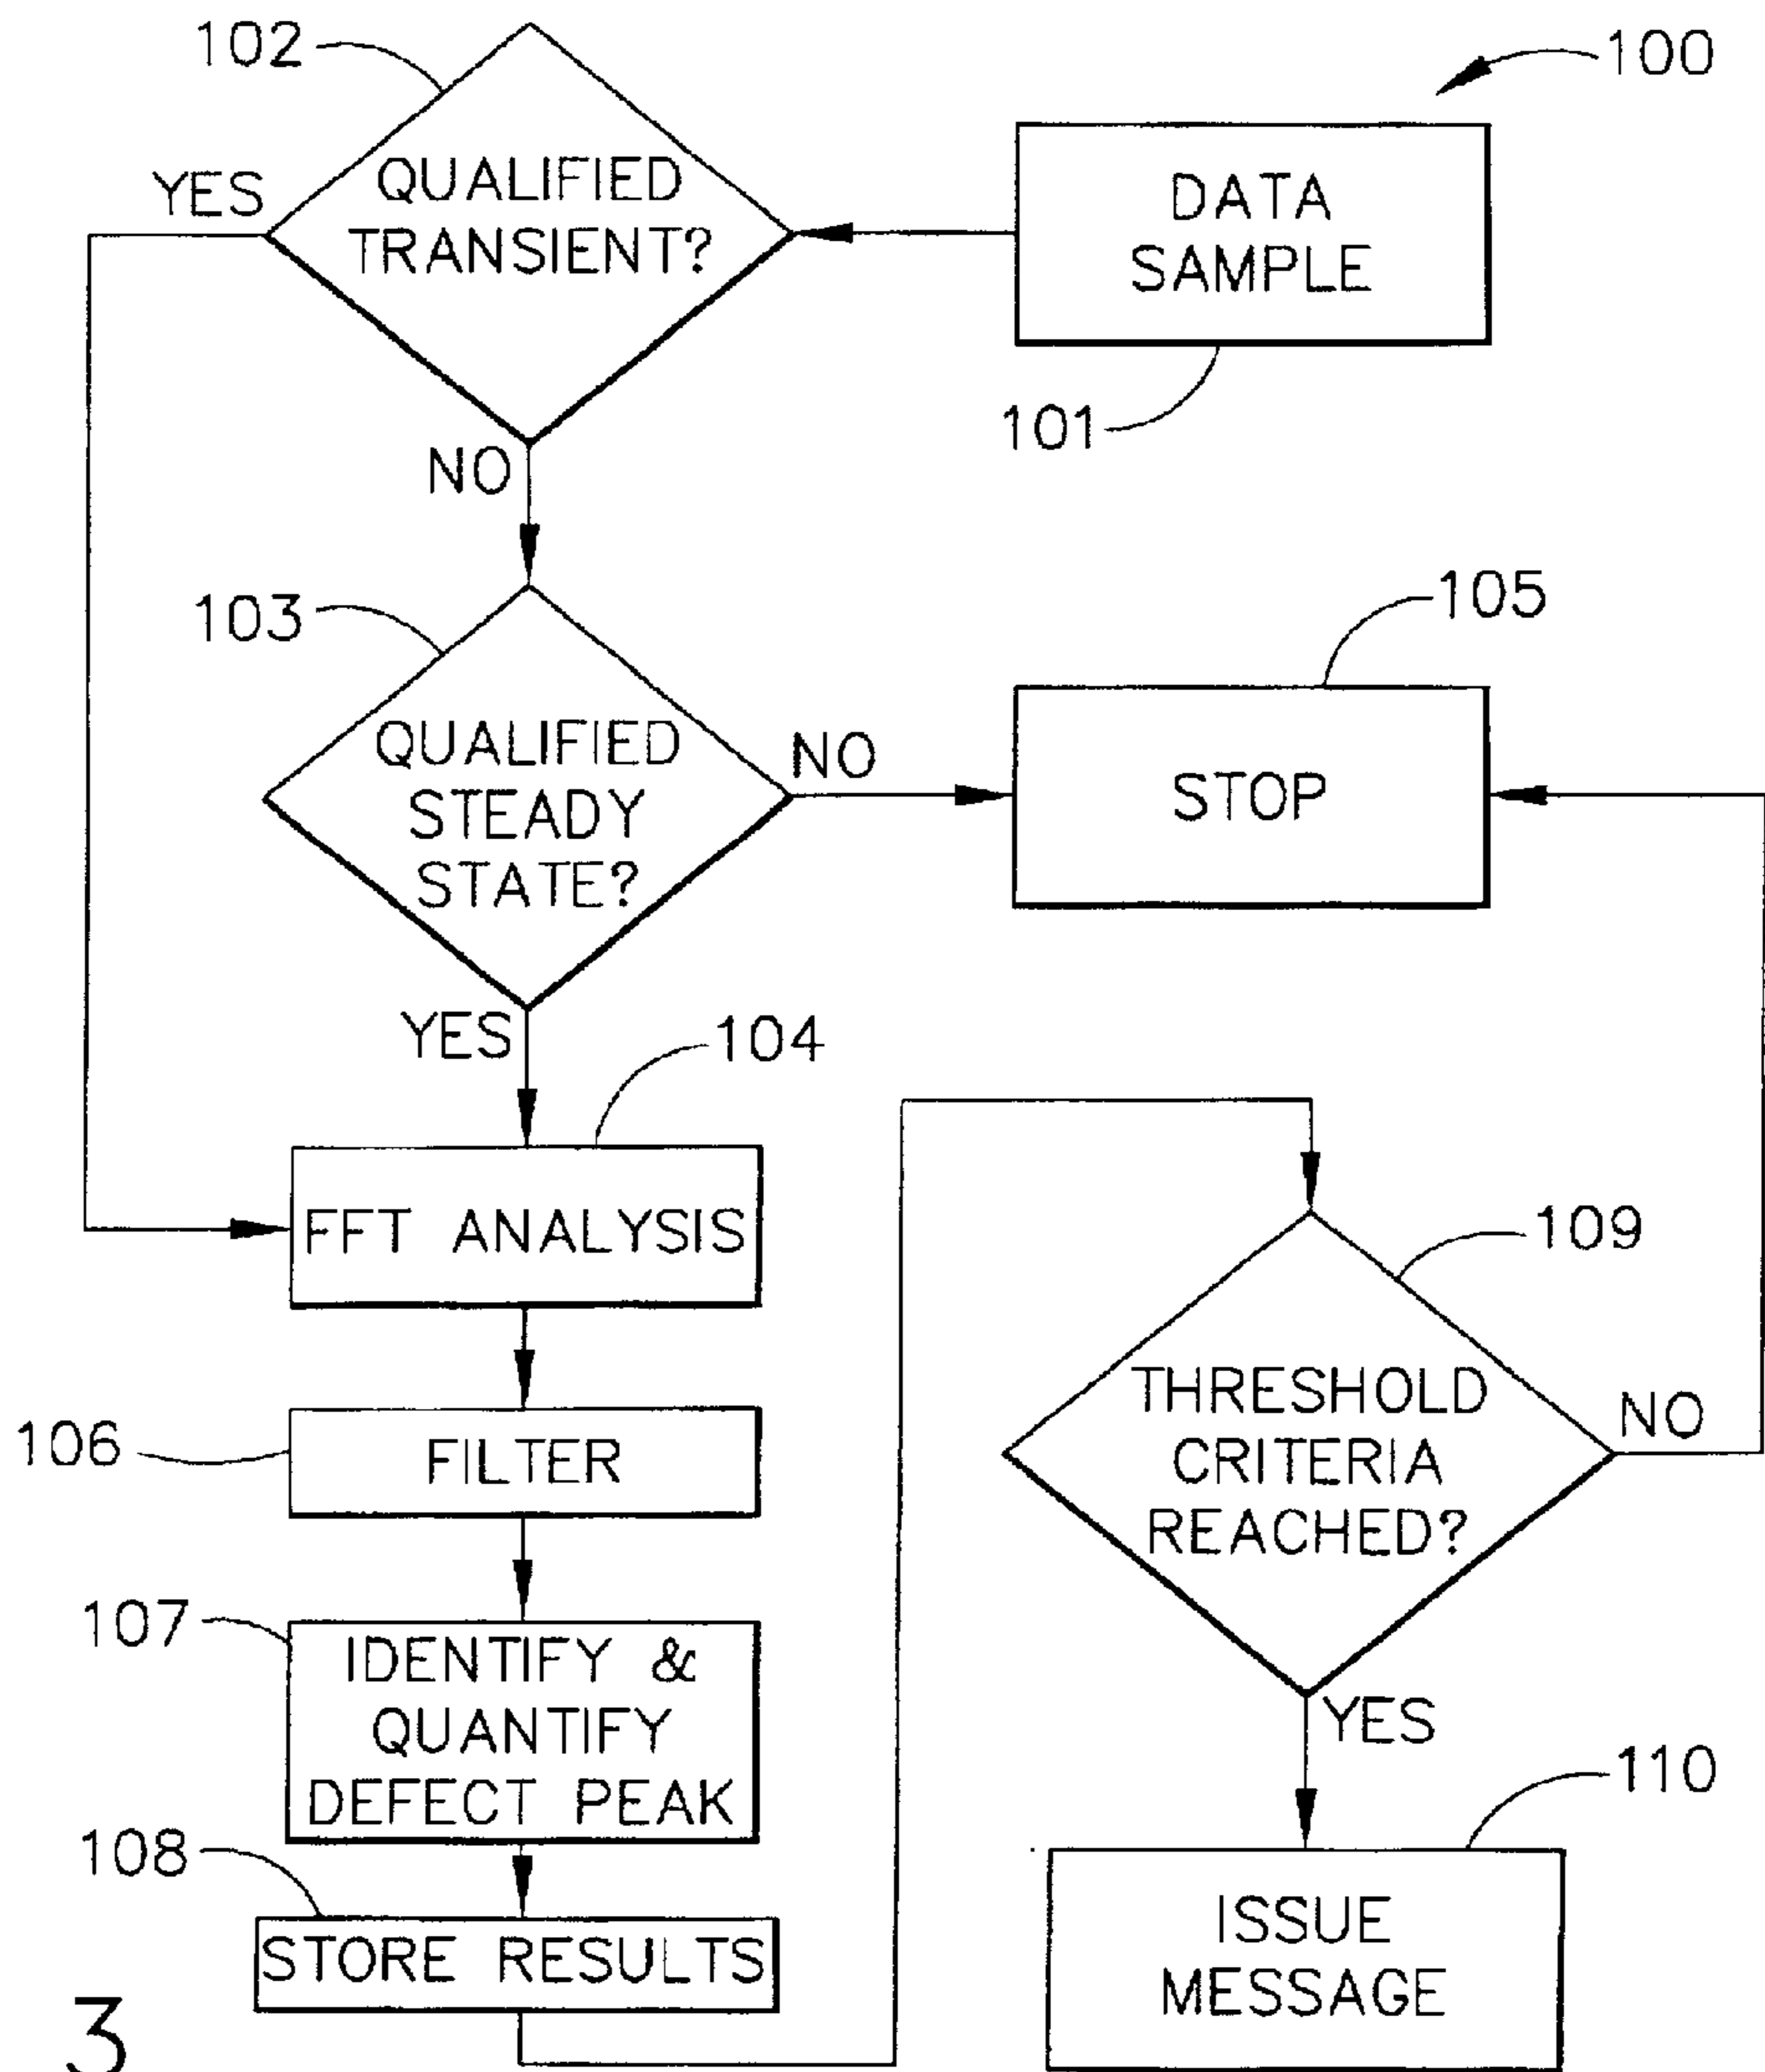 102
100
QUALIFIED
TRANSIENT?
YES
DATA
SAMPLE
101
NO
103
105
QUALIFIED
STEADY
STATE?
NO
STOP
YES
104
FFT ANALYSIS
109
106
FILTER
THRESHOLD
CRITERIA
REACHED?
NO
107
IDENTIFY &
QUANTIFY
DEFECT PEAK
YES
108
STORE RESULTS
110
ISSUE
MESSAGE
3